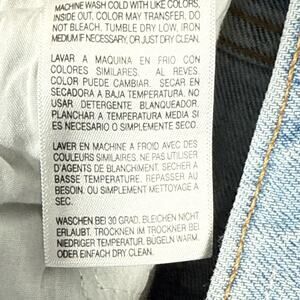 MACHINE WASH COLD WITH LIKE COLORS,
INSIDE OUT, COLOR MAY TRANSFER. DO
NOT BLEACH, TUMBLE DRY LOW, IRON
MEDIUM IF NECESSARY, OR JUST DRY CLEAN.
LAVAR A MAQUINA EN FRIO CON
COLORES SIMILARES. AL REVES.
COLOR PUEDE CAMBIAR. SECAR EN
SECADORA A BAJA TEMPERATURA. NO
USAR DETERGENTE BLANQUEADOR.
PLANCHAR A TEMPERATURA MEDIA SI
ES NECESARIO O SIMPLEMENTE SECO.
LAVER EN MACHINE A FROID AVEC DES
COULEURS SIMILAIRES. NE PAS UTILISER
D'AGENTS DE BLANCHIMENT. SECHER A
BASSE TEMPERATURE. REPASSER AU
BESOIN. OU SIMPLEMENT METTOYAGE A
SEC.
WASCHEN BEI 30 GRAD. BLEICHEN NICHT
ERLAUBT. TROCKNEN IM TROCKNER BEI
NIEDRIGER TEMPERATUR. BUGELN WARM.
ODER EINFACH DRY CLEAN.